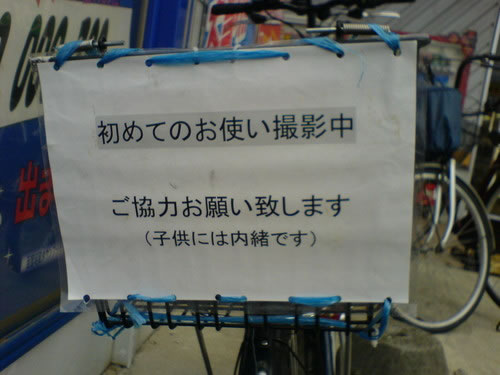 初めてのお使い撮影中
ご協力お願い致します
（子供には内緒です）